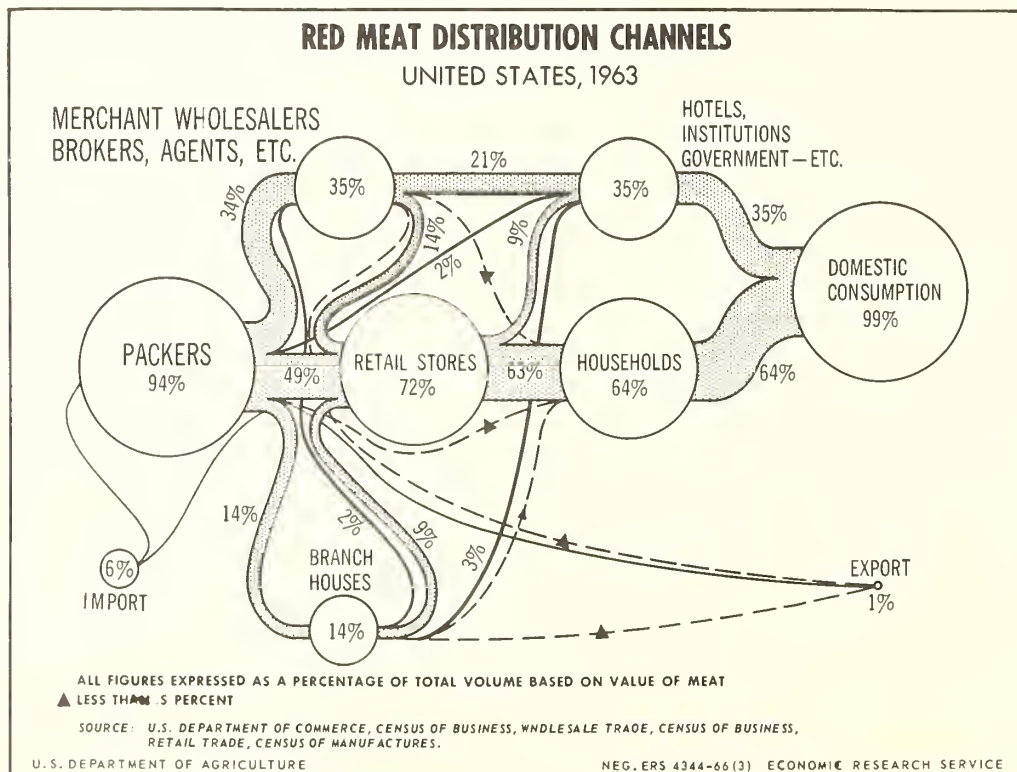 RED MEAT DISTRIBUTION CHANNELS
UNITED STATES, 1963
MERCHANT WHOLESALERS
BROKERS, AGENTS, ETC.
HOTELS,
INSTITUTIONS
GOVERNMENT—ETC.
21%
35%
35%
34%
14%
2%
9%
35%
DOMESTIC
CONSUMPTION
99%
PACKERS
94%
49%
RETAIL STORES
72%
63%
HOUSEHOLDS
64%
64%
14%
2%
9%
3%
BRANCH
HOUSES
14%
6%
IMPORT
EXPORT
1%
ALL FIGURES EXPRESSED AS A PERCENTAGE OF TOTAL VOLUME BASED ON VALUE OF MEAT
▲ LESS THAN .5 PERCENT
SOURCE: U.S. DEPARTMENT OF COMMERCE, CENSUS OF BUSINESS, WNDLESALE TRADE, CENSUS OF BUSINESS,
RETAIL TRADE, CENSUS OF MANUFACTURES.
U.S. DEPARTMENT OF AGRICULTURE
NEG. ERS 4344-66(3) ECONOMIC RESEARCH SERVICE